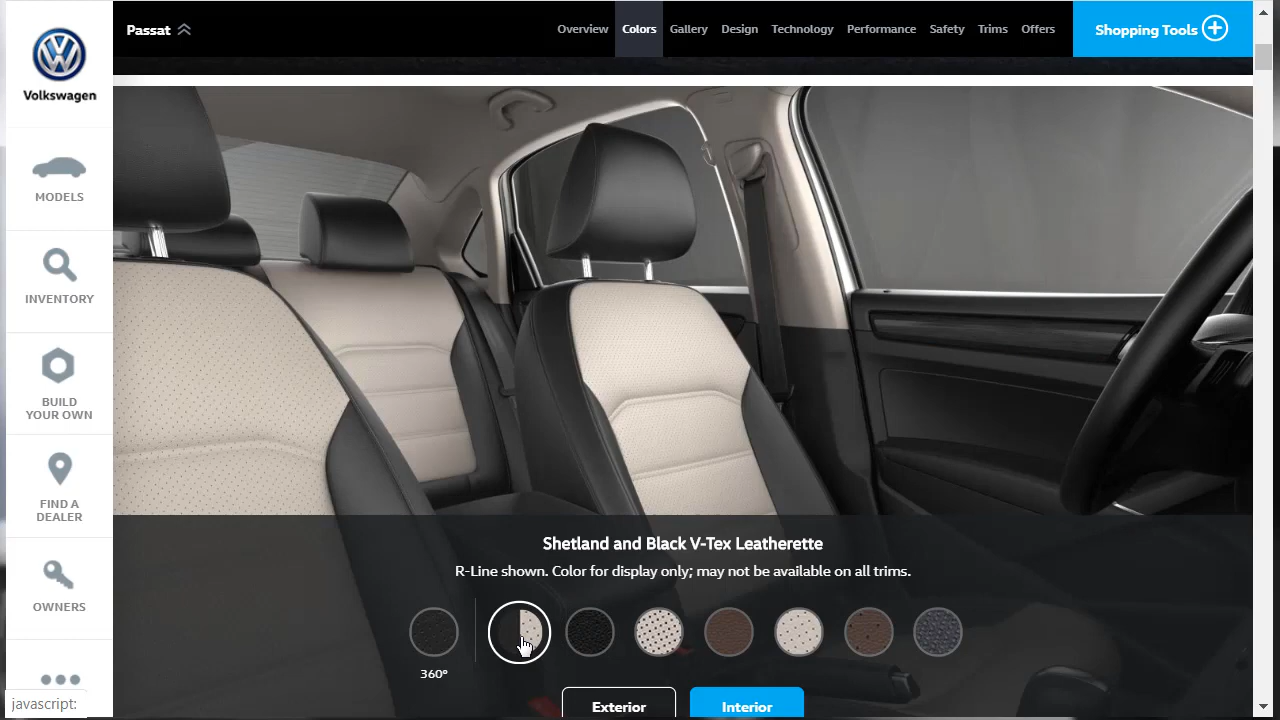 Passat
Overview
Colors
Gallery
Design
Technology
Performance
Safety
Trims
Offers
Shopping Tools
Volkswagen
MODELS
INVENTORY
BUILD
YOUR OWN
FIND A
DEALER
OWNERS
javascript:
Shetland and Black V-Tex Leatherette
R-Line shown. Color for display only; may not be available on all trims.
360º
Exterior
Interior